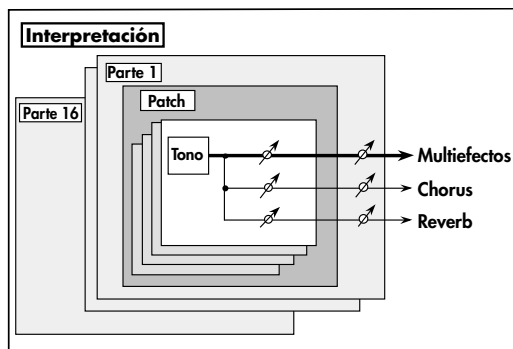 Interpretación
Parte 1
Patch
Parte 16
Tono
Multiefectos
Chorus
Reverb